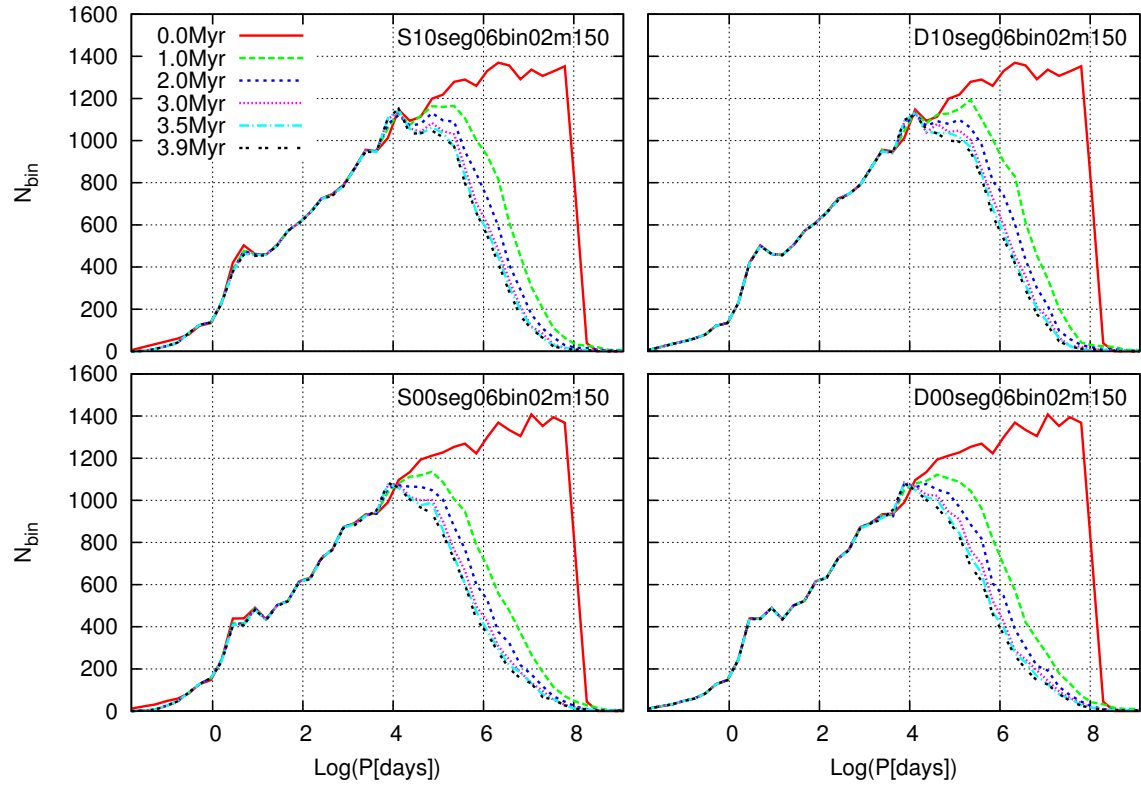 1600
1400
1200
1000
800
600
400
200
0
N_bin
0.0Myr
1.0Myr
2.0Myr
3.0Myr
3.5Myr
3.9Myr
S10seg06bin02m150
D10seg06bin02m150
1600
1400
1200
1000
800
600
400
200
0
N_bin
S00seg06bin02m150
D00seg06bin02m150
0 2 4 6 8
0 2 4 6 8
Log(P[days])
Log(P[days])